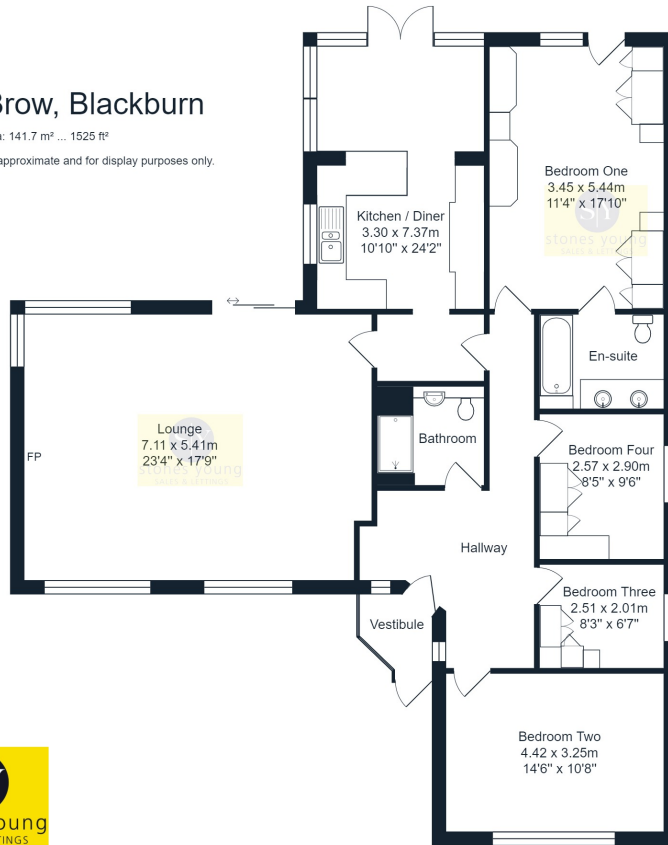 Brow, Blackburn
a: 141.7 m² ... 1525 ft²
approximate and for display purposes only.
Bedroom One
3.45 x 5.44m
11'4" x 17'10"
stones young
SALES & LETTINGS
Kitchen / Diner
3.30 x 7.37m
10'10" x 24'2"
En-suite
Lounge
7.11 x 5.41m
23'4" x 17'9"
stones young
SALES & LETTINGS
FP
Bathroom
Bedroom Four
2.57 x 2.90m
8'5" x 9'6"
Hallway
Bedroom Three
2.51 x 2.01m
8'3" x 6'7"
Vestibule
Bedroom Two
4.42 x 3.25m
14'6" x 10'8"
oung
TINGS